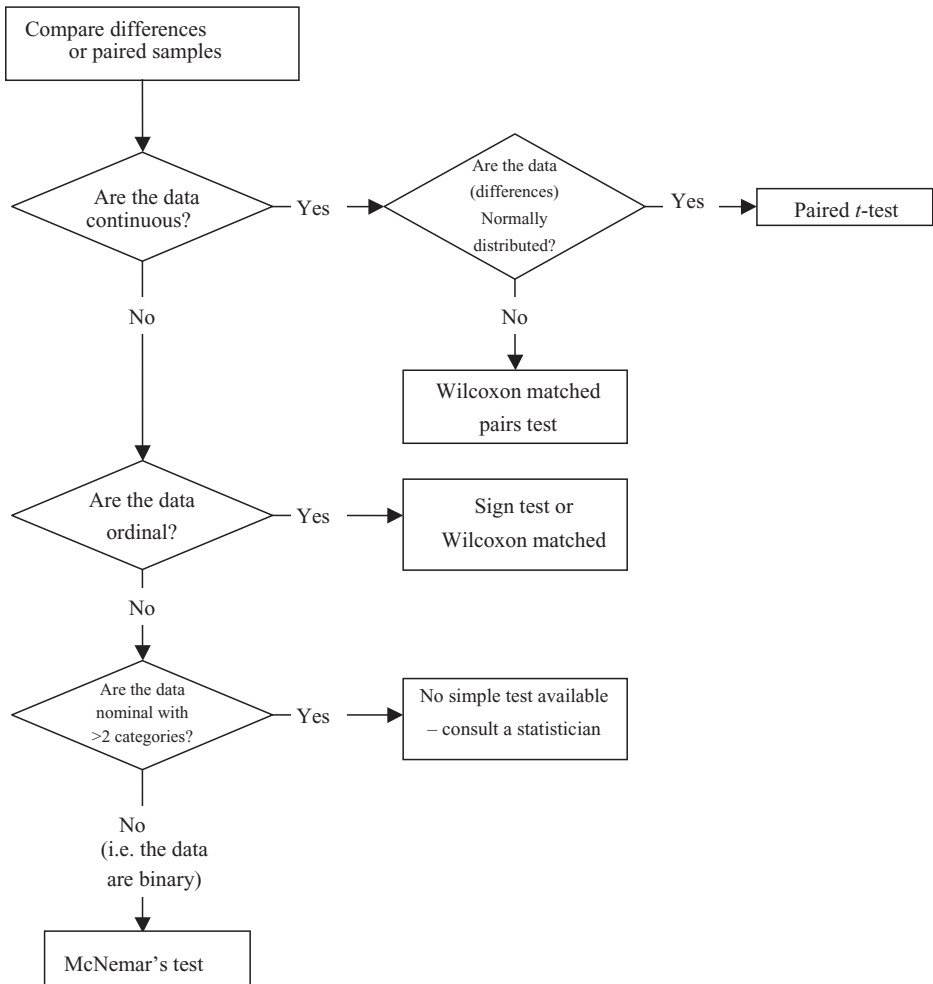 Compare differences
or paired samples
Are the data
continuous?
Yes
Are the data
(differences)
Normally
distributed?
Yes
Paired t-test
No
No
Wilcoxon matched
pairs test
Are the data
ordinal?
Yes
Sign test or
Wilcoxon matched
No
Are the data
nominal with
>2 categories?
Yes
No simple test available
– consult a statistician
No
(i.e. the data
are binary)
McNemar’s test